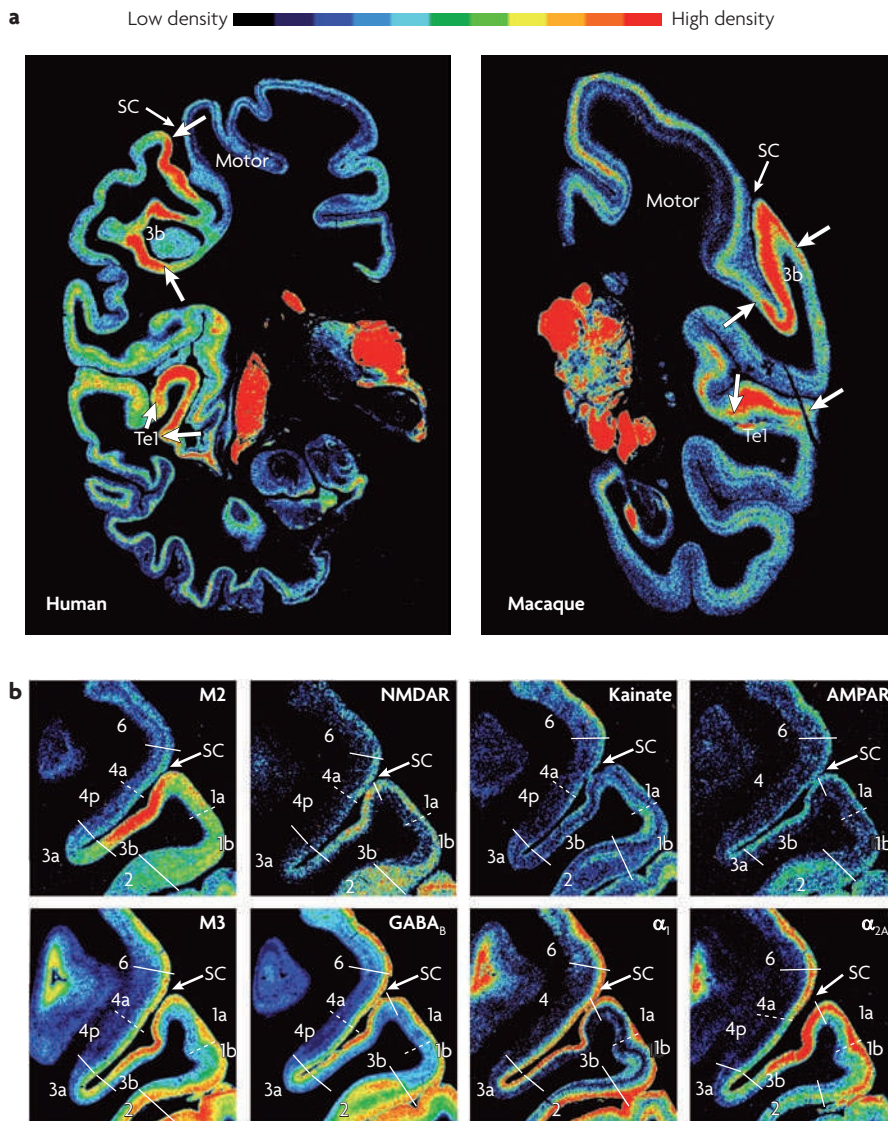 a Low density High density
SC
Motor
3b
Te1
Human
SC
Motor
3b
Te1
Macaque
b
M2
6
SC
4a
4p
1a
3a
3b
1b
2
NMDAR
6
SC
4a
4p
1a
3a
3b
1b
2
Kainate
6
SC
4a
4p
1a
3a
3b
1b
2
AMPAR
6
SC
4
1a
3a
3b
1b
2
M3
6
SC
4a
4p
1a
3a
3b
1b
2
GABA_B
6
SC
4a
4p
1a
3a
3b
1b
2
α₁
6
SC
4
1a
3a
3b
1b
2
α₂A
6
SC
4a
4p
1a
3a
3b
1b
2